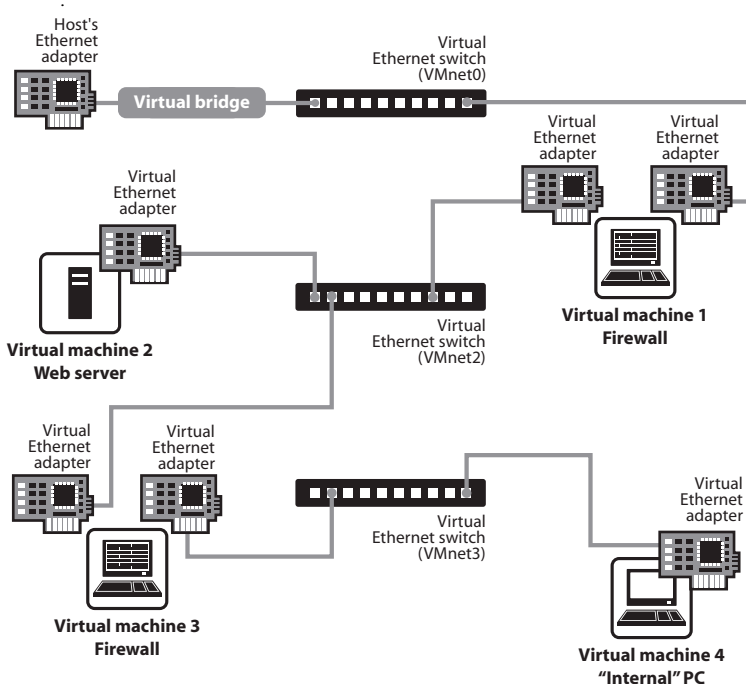 Host's
Ethernet
adapter
Virtual bridge
Virtual
Ethernet switch
(VMnet0)
Virtual
Ethernet
adapter
Virtual
Ethernet
adapter
Virtual machine 1
Firewall
Virtual
Ethernet
adapter
Virtual machine 2
Web server
Virtual
Ethernet switch
(VMnet2)
Virtual
Ethernet
adapter
Virtual
Ethernet
adapter
Virtual machine 3
Firewall
Virtual
Ethernet switch
(VMnet3)
Virtual
Ethernet
adapter
Virtual machine 4
“Internal” PC